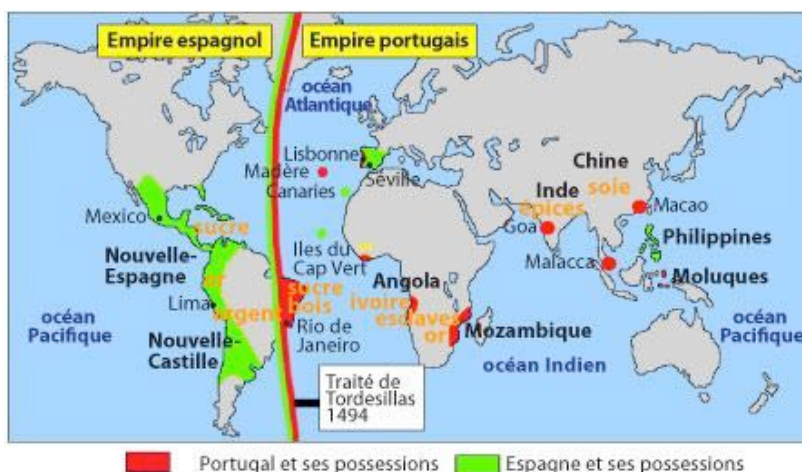 Empire espagnol
Empire portugais
océan
Atlantique
Lisbonne
Madère
Séville
Canaries
Chine
soie
Inde
épices
Macao
Goa
Mexico
sucre
Iles du
Cap Vert
Philippines
Malacca
Moluques
Nouvelle-
Espagne
or
Angola
sucre
bois
ivoire
esclaves
or
Mozambique
océan
Pacifique
Lima
argent
Rio de
Janeiro
océan
Pacifique
Nouvelle-
Castille
océan Indien
Traité de
Tordesillas
1494
Portugal et ses possessions
Espagne et ses possessions